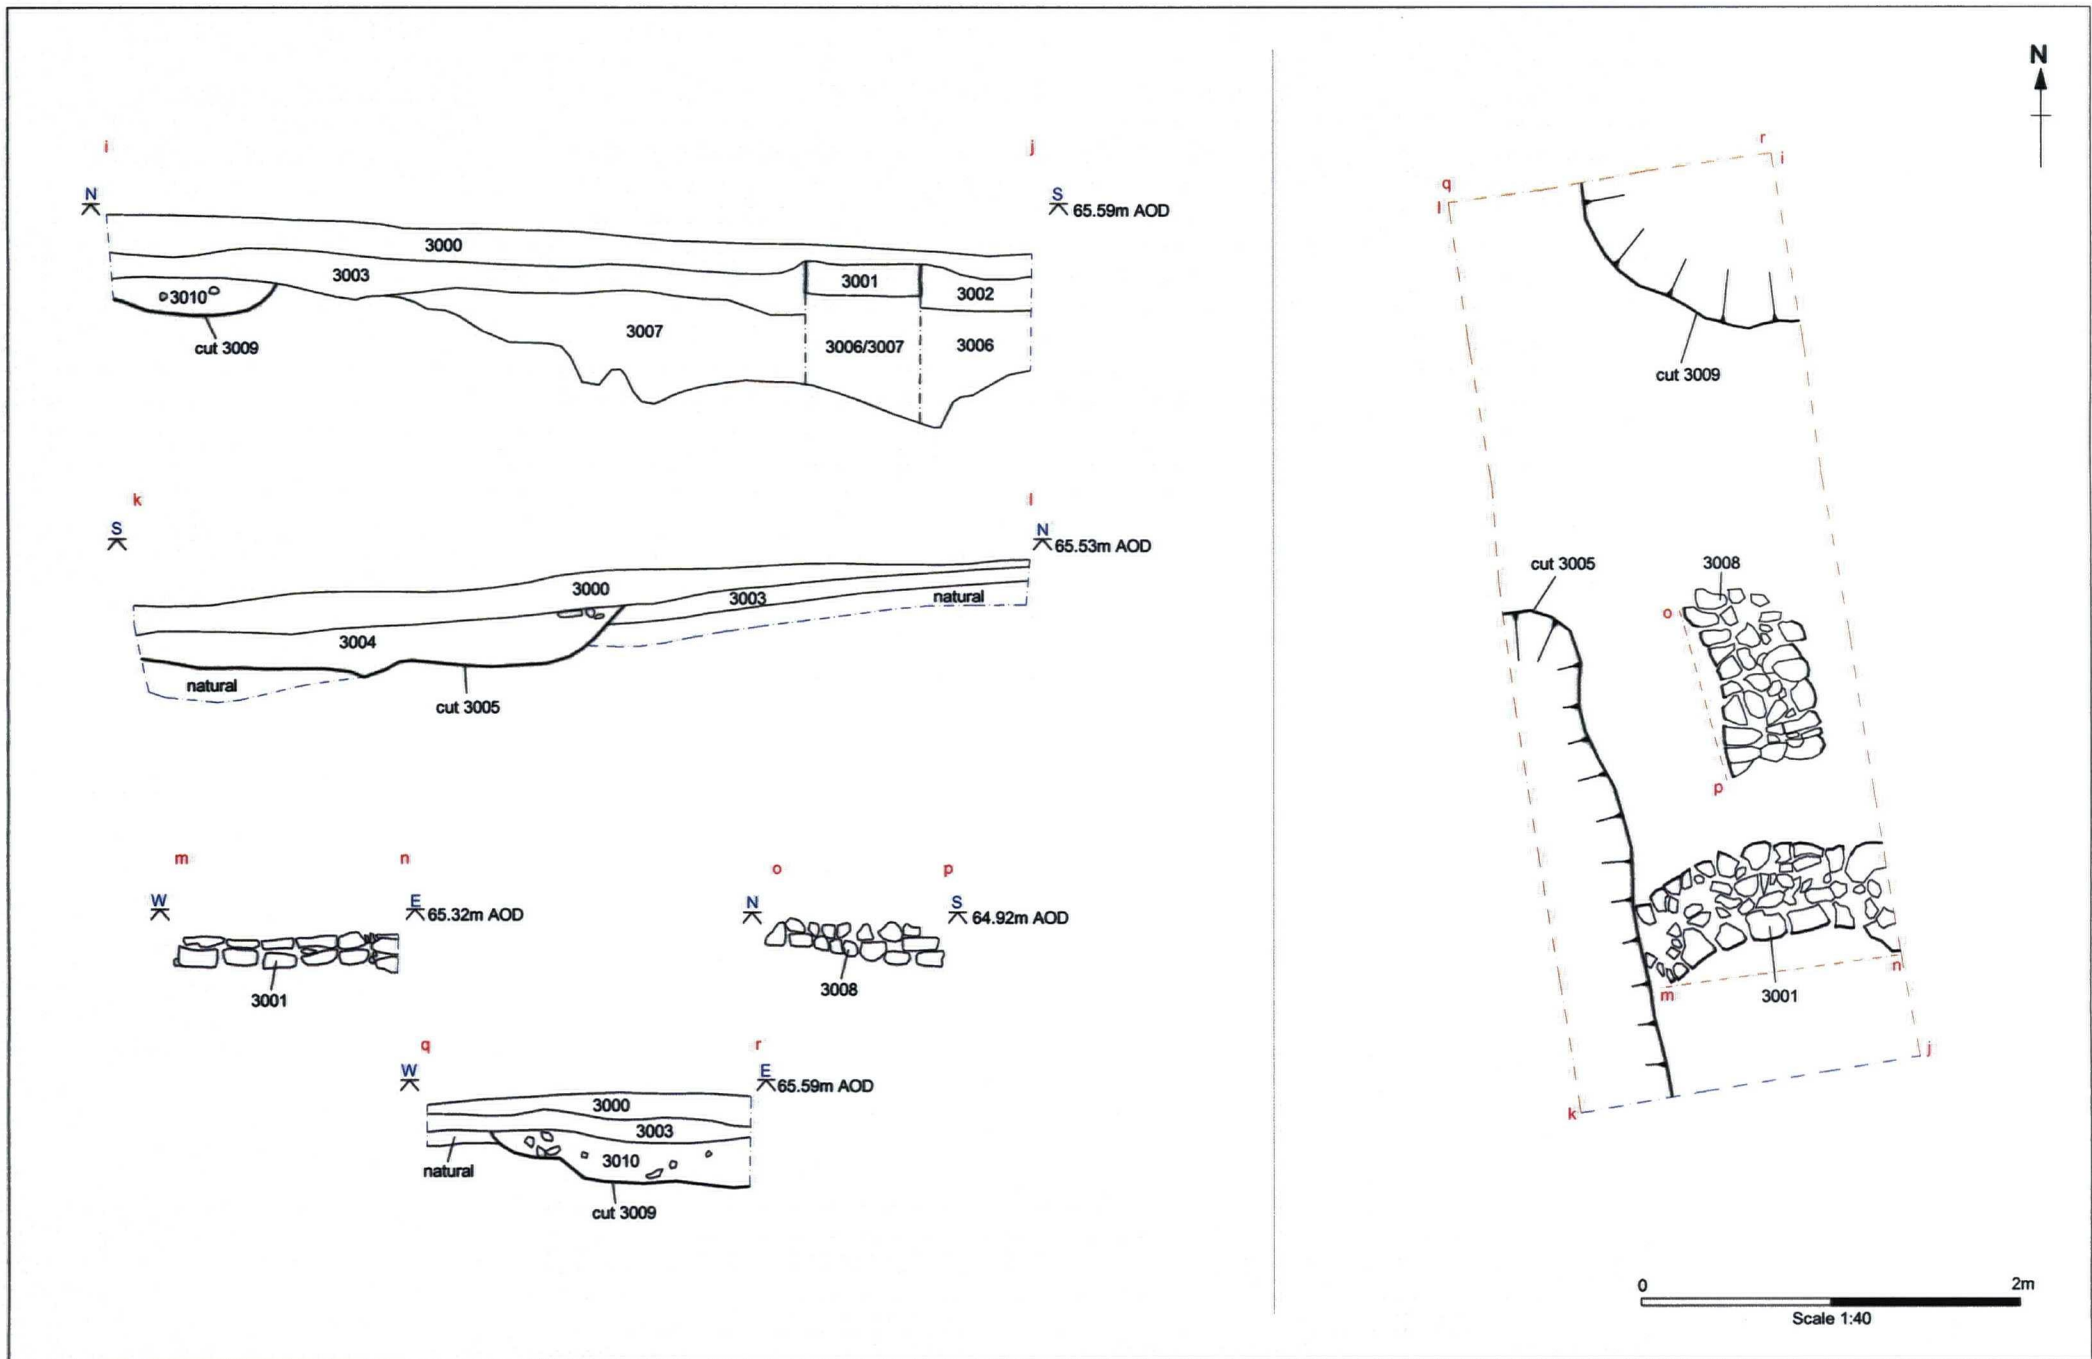 i
j
N
S
65.59m AOD
3000
3003
3001
3002
3010
3007
3006/3007
3006
cut 3009
k
l
S
N
65.53m AOD
3000
3003
natural
3004
natural
cut 3005
m
n
W
E
65.32m AOD
3001
o
p
N
S
64.92m AOD
3008
q
r
W
E
65.59m AOD
3000
3003
3010
natural
cut 3009
N
r
i
q
l
cut 3009
cut 3005
3008
o
p
n
m
3001
j
k
0
2m
Scale 1:40